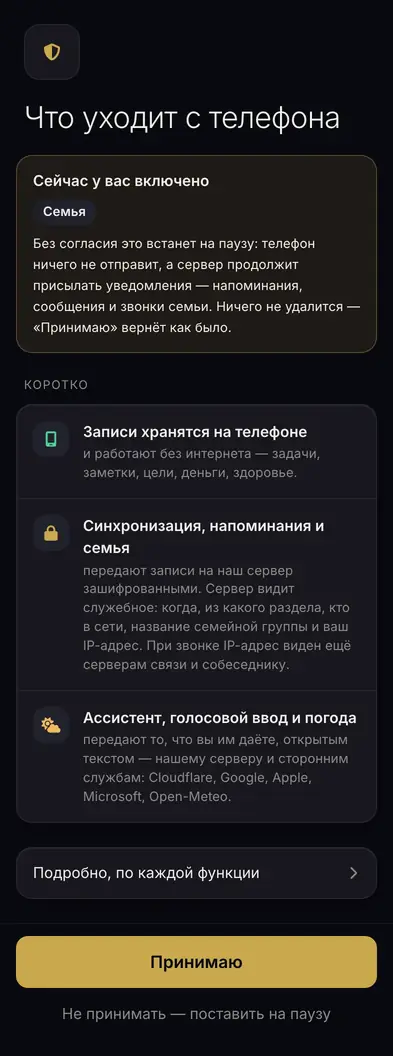 Что уходит с телефона
Сейчас у вас включено
Семья
Без согласия это встанет на паузу: телефон
ничего не отправит, а сервер продолжит
присылать уведомления — напоминания,
сообщения и звонки семьи. Ничего не удалится —
«Принимаю» вернёт как было.
КОРОТКО
Записи хранятся на телефоне
и работают без интернета — задачи,
заметки, цели, деньги, здоровье.
Синхронизация, напоминания и
семья
передают записи на наш сервер
зашифрованными. Сервер видит
служебное: когда, из какого раздела, кто
в сети, название семейной группы и ваш
IP-адрес. При звонке IP-адрес виден ещё
серверам связи и собеседнику.
Ассистент, голосовой ввод и погода
передают то, что вы им даёте, открытым
текстом — нашему серверу и сторонним
службам: Cloudflare, Google, Apple,
Microsoft, Open-Meteo.
Подробно, по каждой функции
Принимаю
Не принимать — поставить на паузу